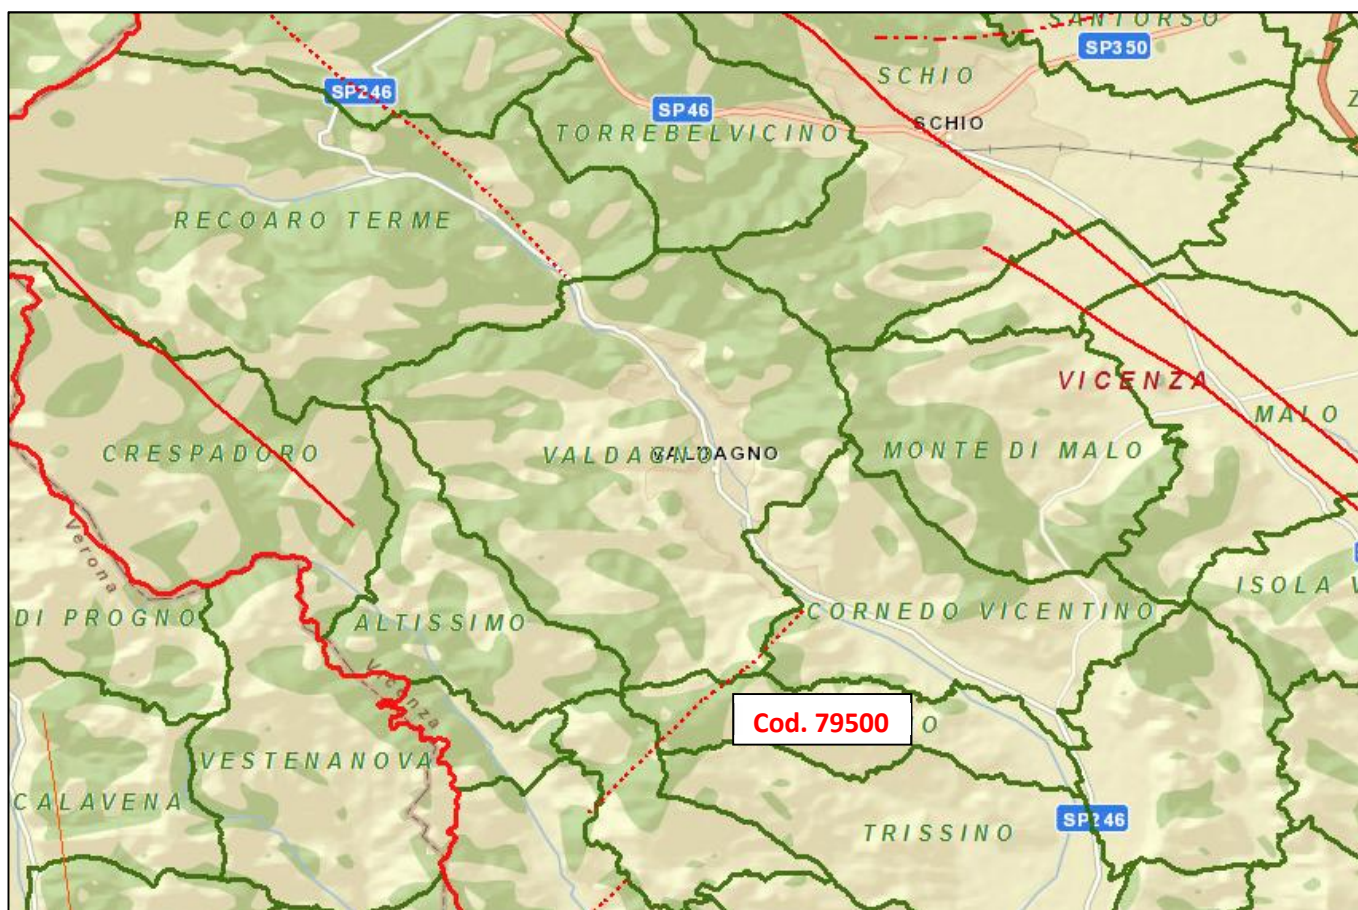 SANTORSO
SP350
SCHIO
SP246
SP46
SCHIO
TORREBELVICINO
Z
RECOARO TERME
VICENZA
MALO
CRESPADORO
VALDAGNO
VALDAGNO
MONTE DI MALO
Verona
ISOLA V
DI PROGNO
ALTISSIMO
CORNEDO VICENTINO
Vicenza
Cod. 79500
O
VESTENANOVA
CALAVENA
SP246
TRISSINO